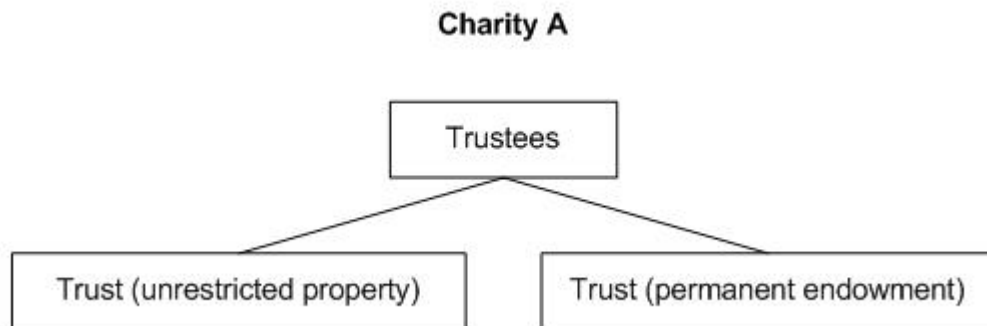 Charity A
Trustees
Trust (unrestricted property)
Trust (permanent endowment)